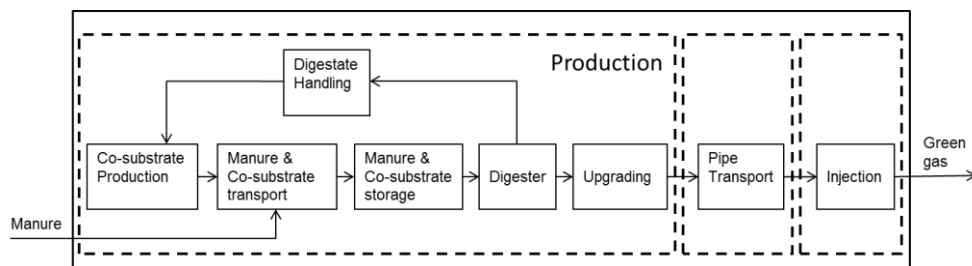 Production
Digestate
Handling
Co-substrate
Production
Manure &
Co-substrate
transport
Manure &
Co-substrate
storage
Digester
Upgrading
Pipe
Transport
Injection
Green
gas
Manure